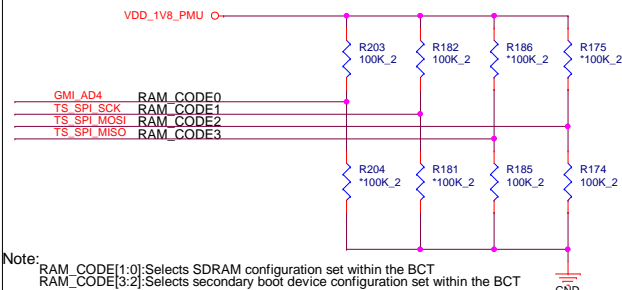 VDD_1V8_PMU
R203 R182 R186 R175
100K_2 100K_2 *100K_2 *100K_2
GMI_AD4 RAM_CODE0
TS_SPI_SCK RAM_CODE1
TS_SPI_MOSI RAM_CODE2
TS_SPI_MISO RAM_CODE3
R204 R181 R185 R174
*100K_2 *100K_2 100K_2 100K_2
Note:
RAM_CODE[1:0]:Selects SDRAM configuration set within the BCT
RAM_CODE[3:2]:Selects secondary boot device configuration set within the BCT
GND